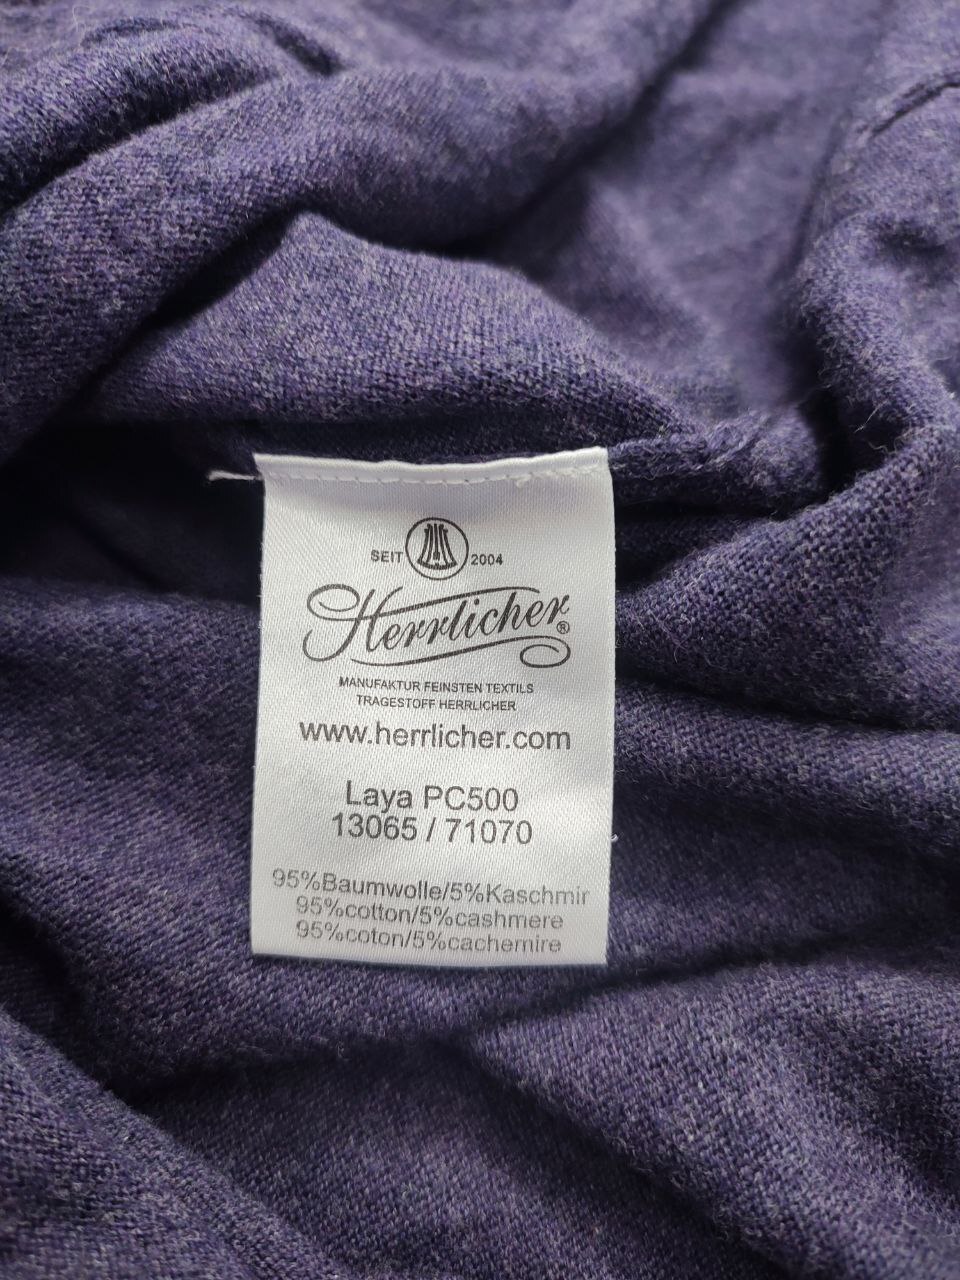 SEIT 2004
Herrlicher®
MANUFAKTUR FEINSTEN TEXTILS
TRAGESTOFF HERRLICHER
www.herrlicher.com
Laya PC500
13065 / 71070
95%Baumwolle/5%Kaschmir
95%cotton/5%cashmere
95%coton/5%cachemire